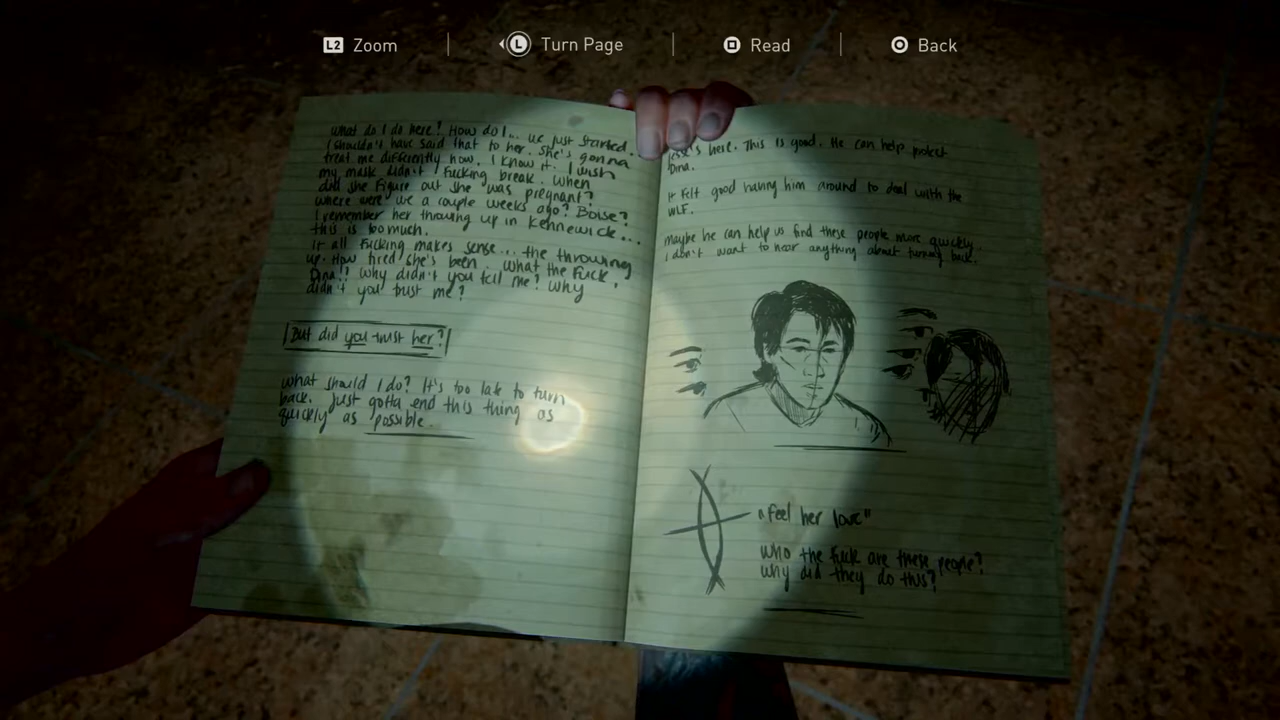 L2 Zoom
L Turn Page
Read
Back
What do I do here? How do I... we just started.
I shouldn't have said that to her. She's gonna
treat me differently now. I know it. I wish
my mask didn't fucking break. When
did she figure out she was pregnant?
Where were we a couple weeks ago? Boise?
I remember her throwing up in Kennewick...
this is too much.
It all fucking makes sense... the throwing
up. How tired she's been. What the fuck,
Dina!? Why didn't you tell me? Why
didn't you trust me?
But did you trust her?
What should I do? It's too late to turn
back. Just gotta end this thing as
quickly as possible.
Jesse's here. This is good. He can help protect
Dina.
It felt good having him around to deal with the
WLF.
Maybe he can help us find these people more quickly.
I don't want to hear anything about turning back.
"Feel her love"
Who the fuck are these people?
Why did they do this?